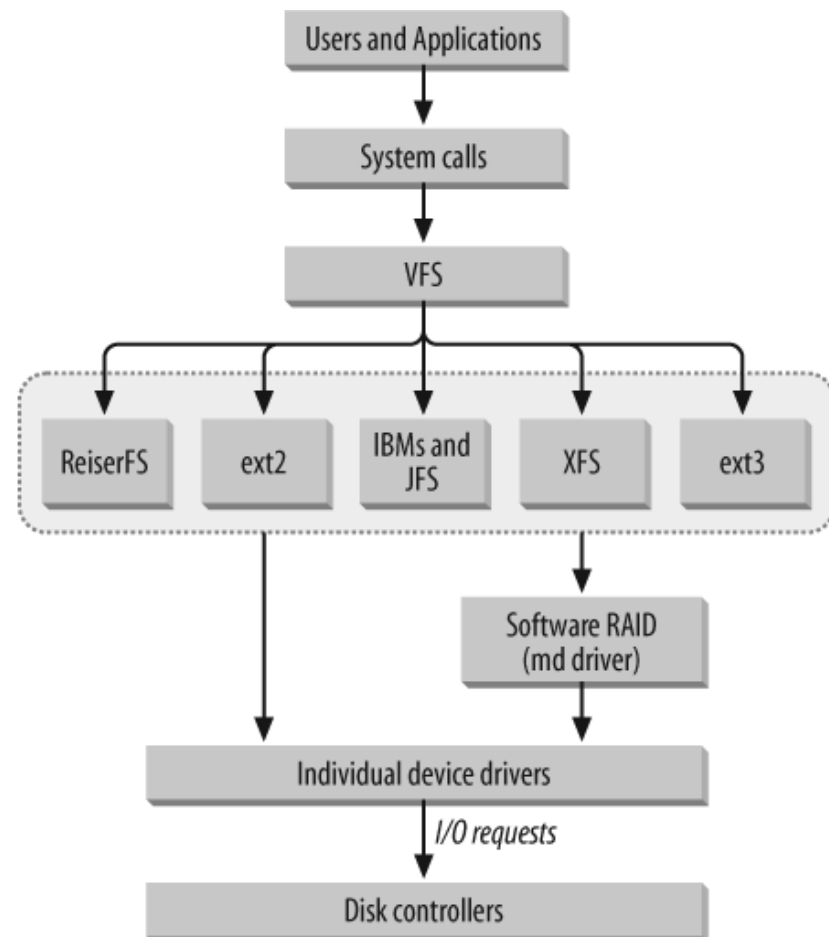 Users and Applications
System calls
VFS
ReiserFS
ext2
IBMs and
JFS
XFS
ext3
Software RAID
(md driver)
Individual device drivers
I/O requests
Disk controllers